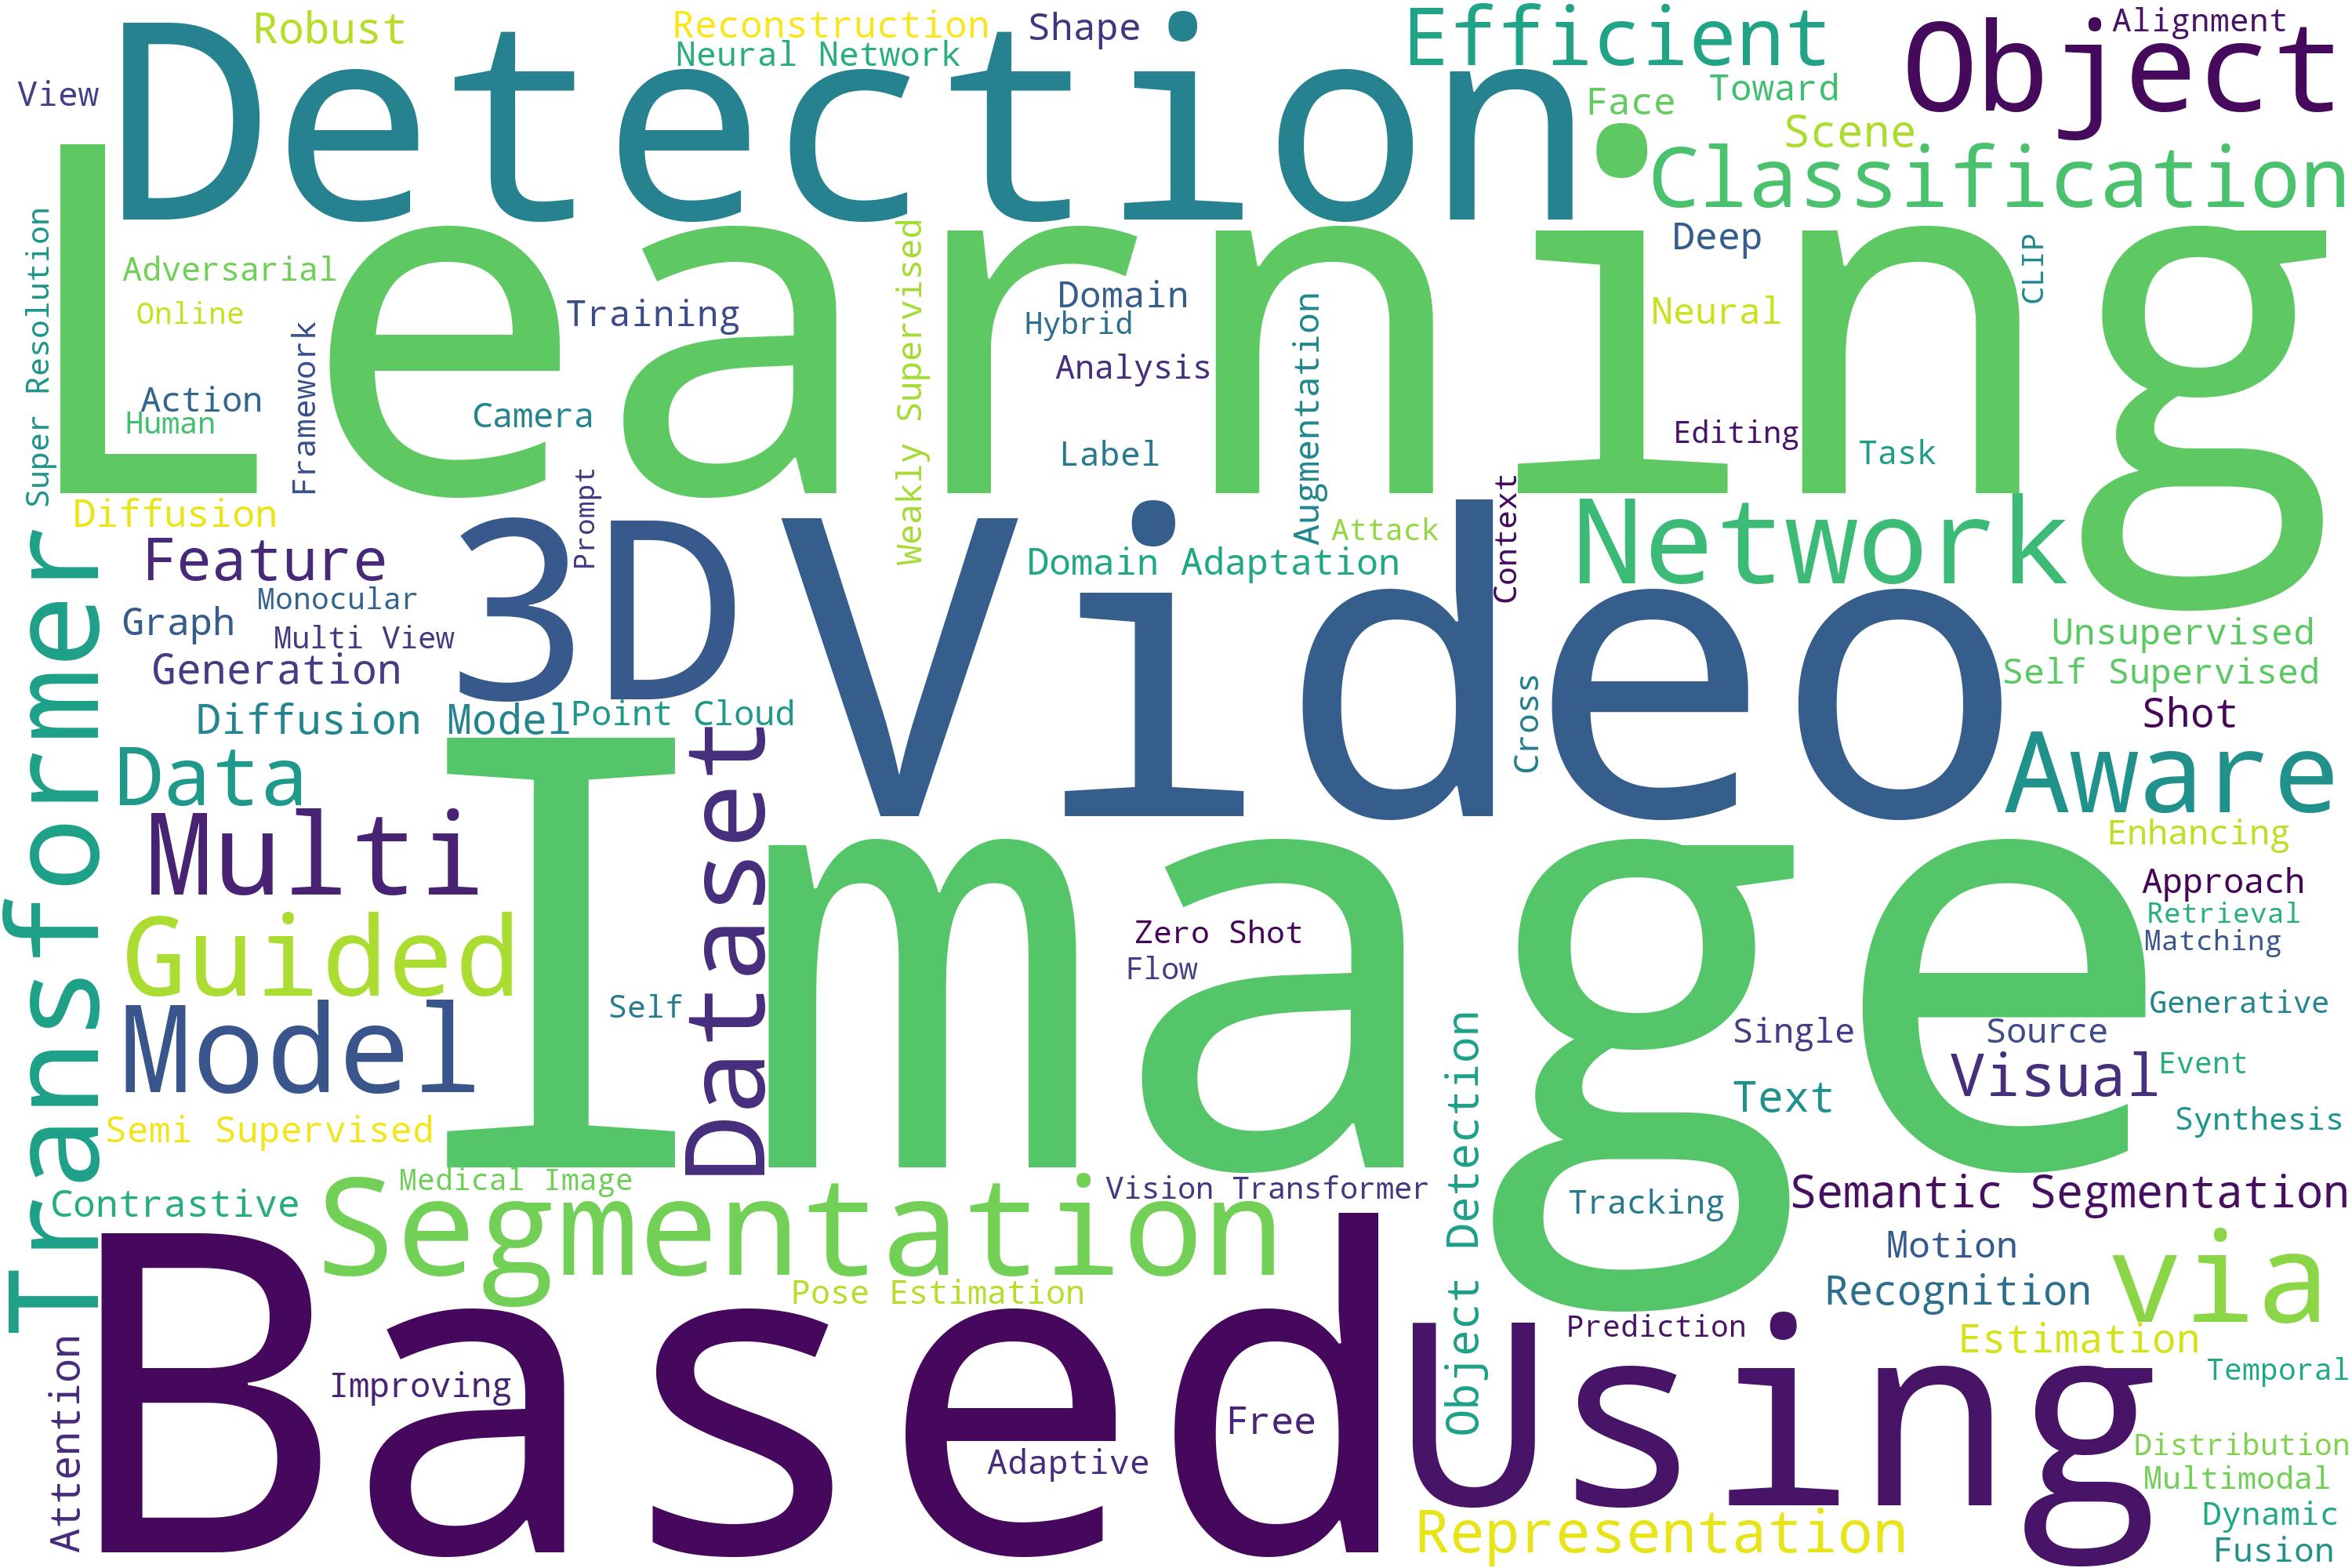 Robust
Reconstruction
Shape
Efficient
Object
Alignment
Neural Network
View
Detection
Face
Toward
Scene
Classification
Learning
Super Resolution
Adversarial
Online
Framework
Training
Weakly Supervised
Domain
Hybrid
Analysis
Augmentation
Deep
Neural
CLIP
Action
Human
Camera
Label
Editing
Task
Diffusion
Prompt
Attack
Context
Network
Feature
3D
Video
Domain Adaptation
Monocular
Graph
Multi View
Generation
Unsupervised
Self Supervised
Cross
Shot
Diffusion Model
Point Cloud
Transformer
Data
Dataset
Image
Aware
Multi
Enhancing
Approach
Retrieval
Matching
Guided
Zero Shot
Flow
Model
Self
Generative
Single
Source
Visual
Event
Text
Synthesis
Semi Supervised
Object Detection
Contrastive
Medical Image
Segmentation
Vision Transformer
Tracking
Semantic Segmentation
Motion
Recognition
via
Pose Estimation
Based
Using
Prediction
Estimation
Attention
Improving
Free
Adaptive
Temporal
Distribution
Multimodal
Representation
Dynamic
Fusion